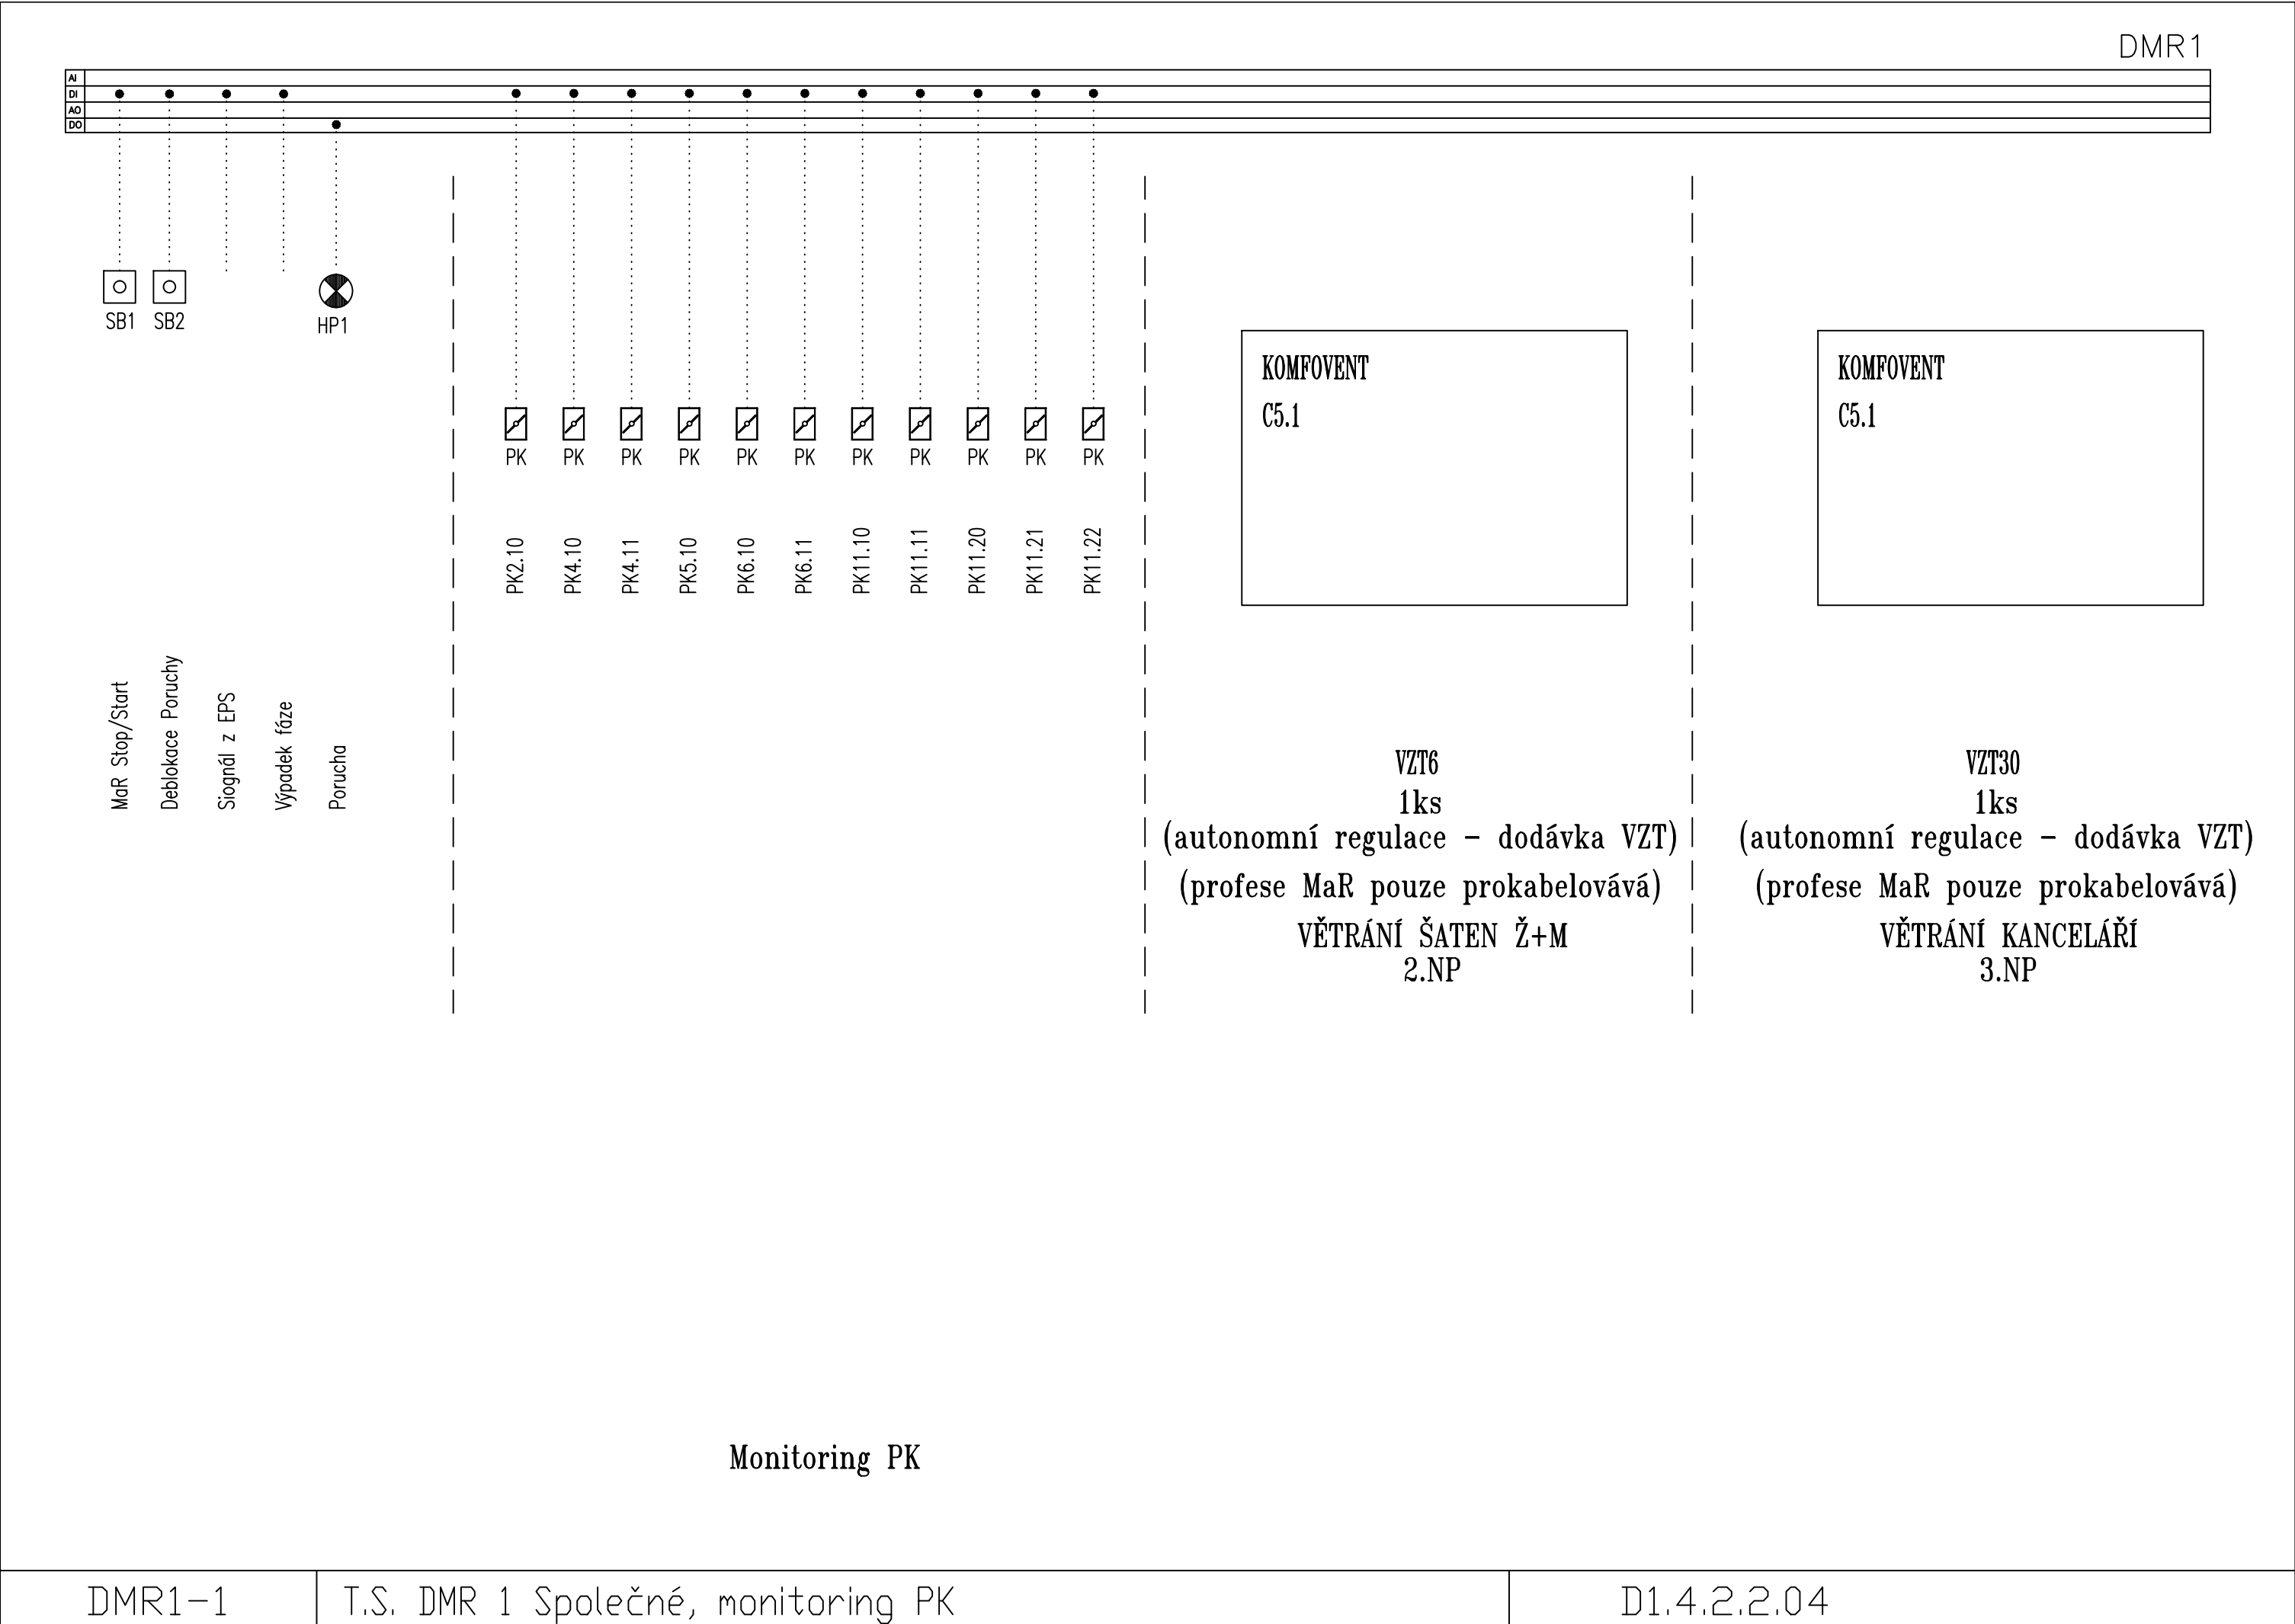 DMR1
AI
DI
AO
DO
SB1
SB2
HP1
MaR Stop/Start
Deblokace Poruchy
Siognál z EPS
Výpadek fáze
Porucha
PK
PK
PK
PK
PK
PK
PK
PK
PK
PK
PK
PK2.10
PK4.10
PK4.11
PK5.10
PK6.10
PK6.11
PK11.10
PK11.11
PK11.20
PK11.21
PK11.22
Monitoring PK
KOMFOVENT
C5.1
VZT6
1ks
(autonomní regulace – dodávka VZT)
(profese MaR pouze prokabelovává)
VĚTRÁNÍ ŠATEN Ž+M
2.NP
KOMFOVENT
C5.1
VZT30
1ks
(autonomní regulace – dodávka VZT)
(profese MaR pouze prokabelovává)
VĚTRÁNÍ KANCELÁŘÍ
3.NP
DMR1-1
T.S. DMR 1 Společné, monitoring PK
D1.4.2.2.04